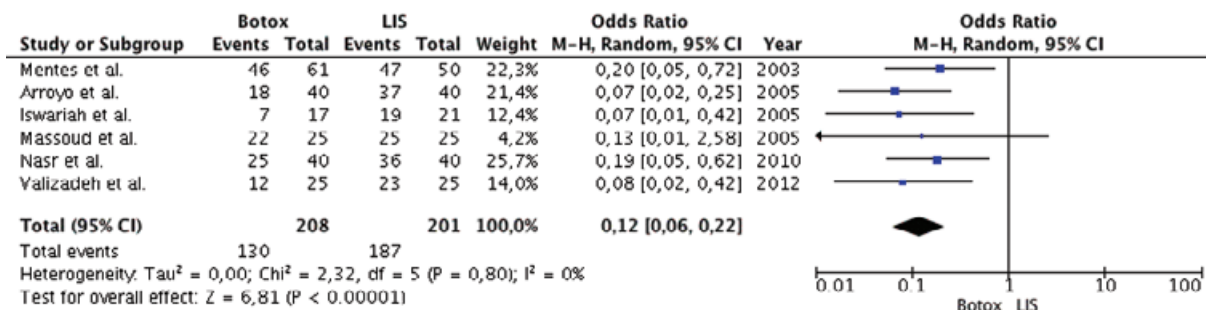 Botox LIS Odds Ratio Odds Ratio
Study or Subgroup Events Total Events Total Weight M-H, Random, 95% CI Year M-H, Random, 95% CI
Mentes et al. 46 61 47 50 22,3% 0,20 [0,05, 0,72] 2003
Arroyo et al. 18 40 37 40 21,4% 0,07 [0,02, 0,25] 2005
Iswariah et al. 7 17 19 21 12,4% 0,07 [0,01, 0,42] 2005
Massoud et al. 22 25 25 25 4,2% 0,13 [0,01, 2,58] 2005
Nasr et al. 25 40 36 40 25,7% 0,19 [0,05, 0,62] 2010
Valizadeh et al. 12 25 23 25 14,0% 0,08 [0,02, 0,42] 2012
Total (95% CI) 208 201 100,0% 0,12 [0,06, 0,22]
Total events 130 187
Heterogeneity: Tau² = 0,00; Chi² = 2,32, df = 5 (P = 0,80); I² = 0%
Test for overall effect: Z = 6,81 (P < 0.00001)
0.01 0.1 1 10 100
Botox LIS